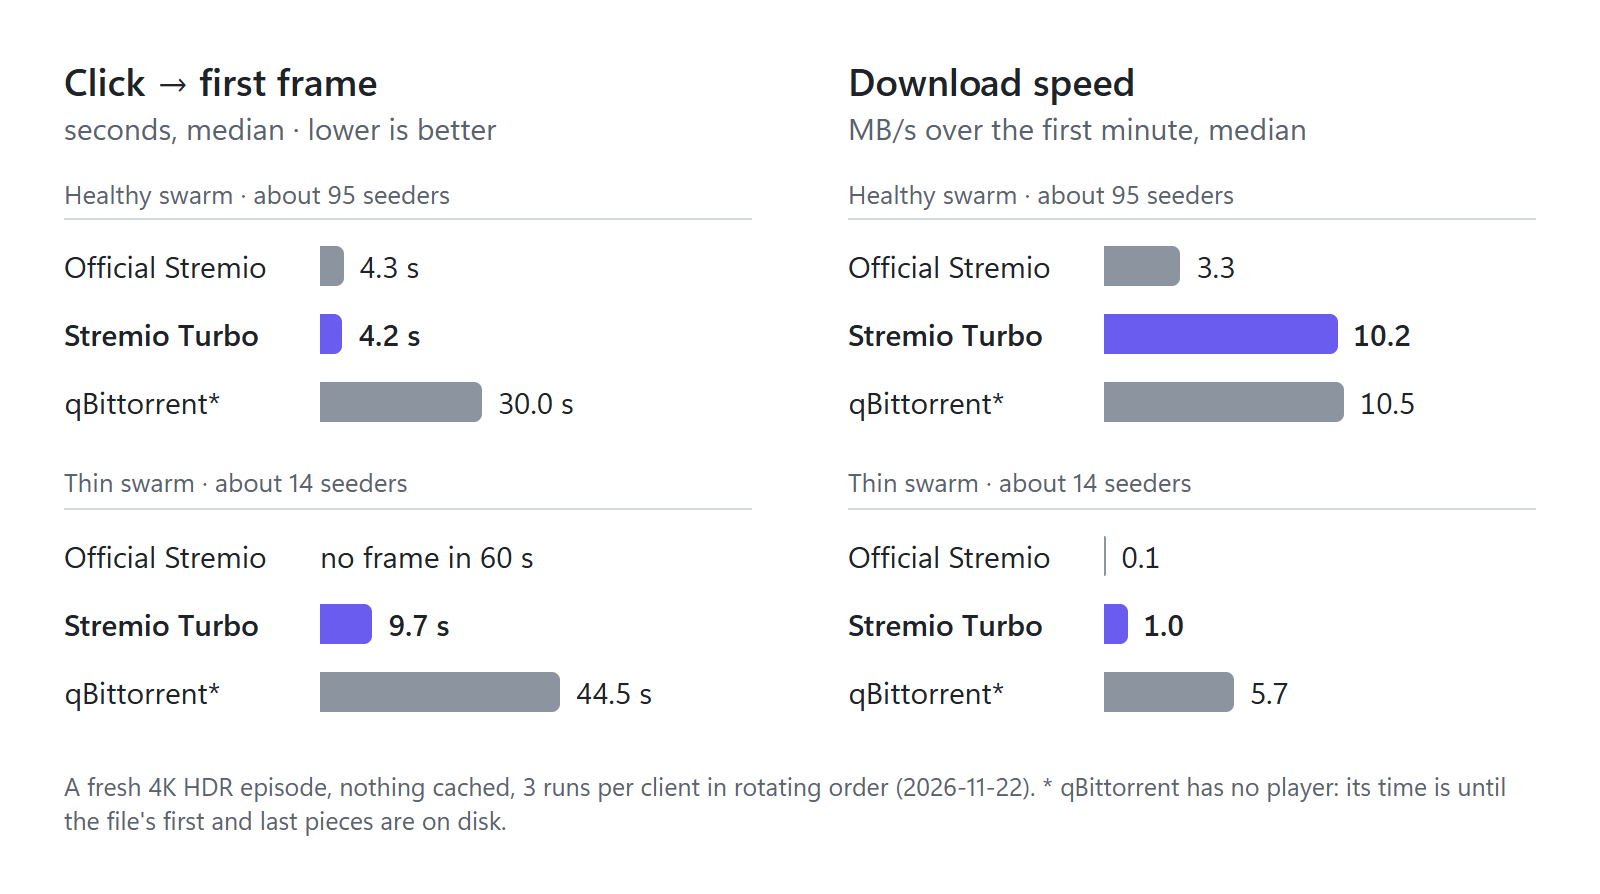 Click → first frame
seconds, median · lower is better
Healthy swarm · about 95 seeders
Official Stremio 4.3 s
Stremio Turbo 4.2 s
qBittorrent* 30.0 s
Thin swarm · about 14 seeders
Official Stremio no frame in 60 s
Stremio Turbo 9.7 s
qBittorrent* 44.5 s
Download speed
MB/s over the first minute, median
Healthy swarm · about 95 seeders
Official Stremio 3.3
Stremio Turbo 10.2
qBittorrent* 10.5
Thin swarm · about 14 seeders
Official Stremio 0.1
Stremio Turbo 1.0
qBittorrent* 5.7
A fresh 4K HDR episode, nothing cached, 3 runs per client in rotating order (2026-11-22). * qBittorrent has no player: its time is until
the file's first and last pieces are on disk.